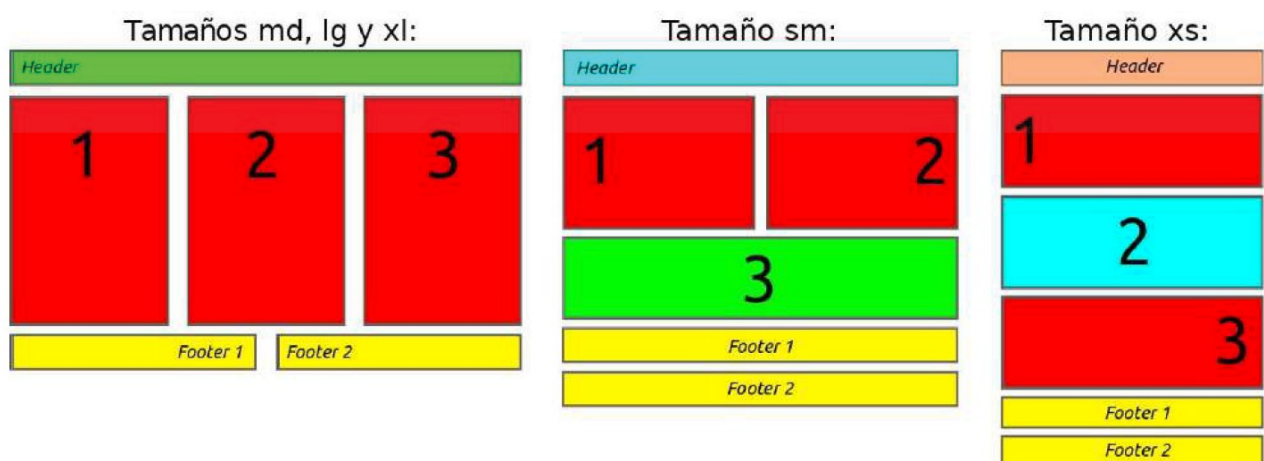 Tamaños md, lg y xl:
Header
1 2 3
Footer 1 Footer 2
Tamaño sm:
Header
1 2
3
Footer 1
Footer 2
Tamaño xs:
Header
1
2
3
Footer 1
Footer 2